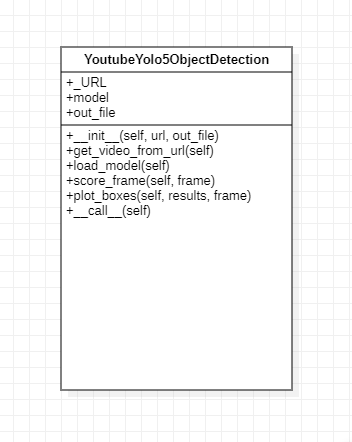 YoutubeYolo5ObjectDetection
+_URL
+model
+out_file
+__init__(self, url, out_file)
+get_video_from_url(self)
+load_model(self)
+score_frame(self, frame)
+plot_boxes(self, results, frame)
+__call__(self)